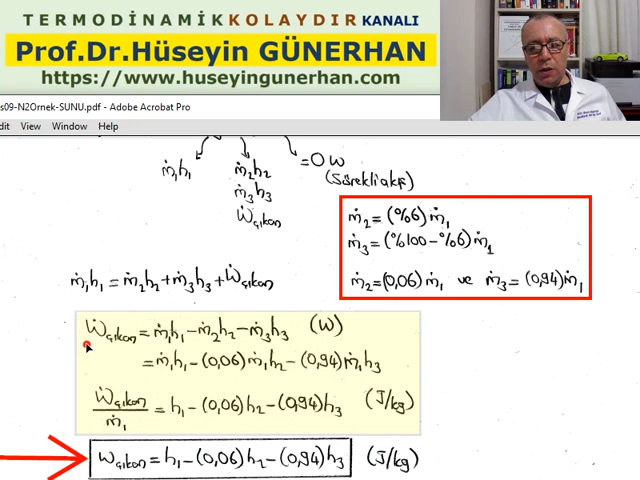 TERMODİNAMİK KOLAYDIR KANALI
Prof.Dr.Hüseyin GÜNERHAN
https://www.huseyingunerhan.com
s09-N2Ornek-SUNU.pdf - Adobe Acrobat Pro
dit View Window Help
ṁ₁h₁ ṁ₂h₂ =0 W
ṁ₃h₃ (Sürekli akış)
Ẇçıkan
ṁ₂=(%6)ṁ₁
ṁ₃=(%100-%6)ṁ₁
ṁ₂=(0,06)ṁ₁ ve ṁ₃=(0,94)ṁ₁
ṁ₁h₁=ṁ₂h₂+ṁ₃h₃+Ẇçıkan
Ẇçıkan=ṁ₁h₁-ṁ₂h₂-ṁ₃h₃ (W)
=ṁ₁h₁-(0,06)ṁ₁h₂-(0,94)ṁ₁h₃
Ẇçıkan/ṁ₁=h₁-(0,06)h₂-(0,94)h₃ (J/kg)
wçıkan=h₁-(0,06)h₂-(0,94)h₃ (J/kg)